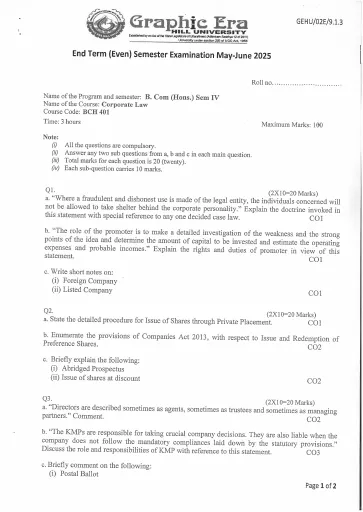 GEHU/02E/9.1.3
Graphic Era
HILL UNIVERSITY
End Term (Even) Semester Examination May-June 2025
Roll no.
Name of the Program and semester: B. Com (Hons.) Sem IV
Name of the Course: Corporate Law
Course Code: BCH 401
Time: 3 hours
Maximum Marks: 100
Note:
(i) All the questions are compulsory.
(ii) Answer any two sub questions from a, b and c in each main question.
(iii) Total marks for each question is 20 (twenty).
(iv) Each sub-question carries 10 marks.
Q1. (2X10=20 Marks)
a. “Where a fraudulent and dishonest use is made of the legal entity, the individuals concerned will
not be allowed to take shelter behind the corporate personality.” Explain the doctrine invoked in
this statement with special reference to any one decided case law. CO1
b. “The role of the promoter is to make a detailed investigation of the weakness and the strong
points of the idea and determine the amount of capital to be invested and estimate the operating
expenses and probable incomes.” Explain the rights and duties of promoter in view of this
statement. CO1
c. Write short notes on:
(i) Foreign Company
(ii) Listed Company CO1
Q2. (2X10=20 Marks)
a. State the detailed procedure for Issue of Shares through Private Placement. CO1
b. Enumerate the provisions of Companies Act 2013, with respect to Issue and Redemption of
Preference Shares. CO2
c. Briefly explain the following:
(i) Abridged Prospectus
(ii) Issue of shares at discount CO2
Q3. (2X10=20 Marks)
a. “Directors are described sometimes as agents, sometimes as trustees and sometimes as managing
partners.” Comment. CO2
b. “The KMPs are responsible for taking crucial company decisions. They are also liable when the
company does not follow the mandatory compliances laid down by the statutory provisions.”
Discuss the role and responsibilities of KMP with reference to this statement. CO3
c. Briefly comment on the following:
(i) Postal Ballot
Page 1 of 2